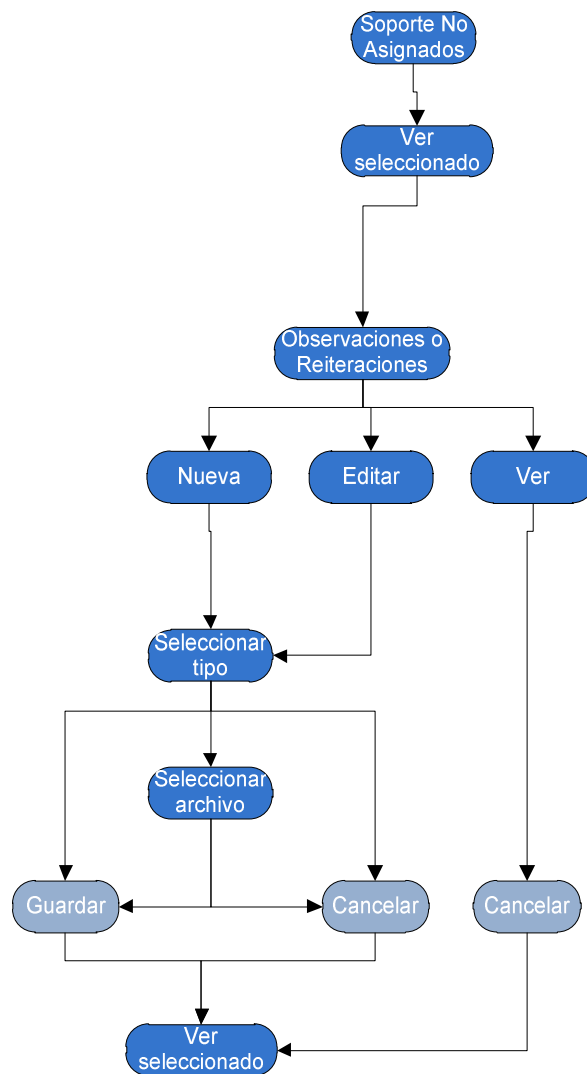 Soporte No
Asignados
Ver
seleccionado
Observaciones o
Reiteraciones
Nueva
Editar
Ver
Seleccionar
tipo
Seleccionar
archivo
Guardar
Cancelar
Cancelar
Ver
seleccionado